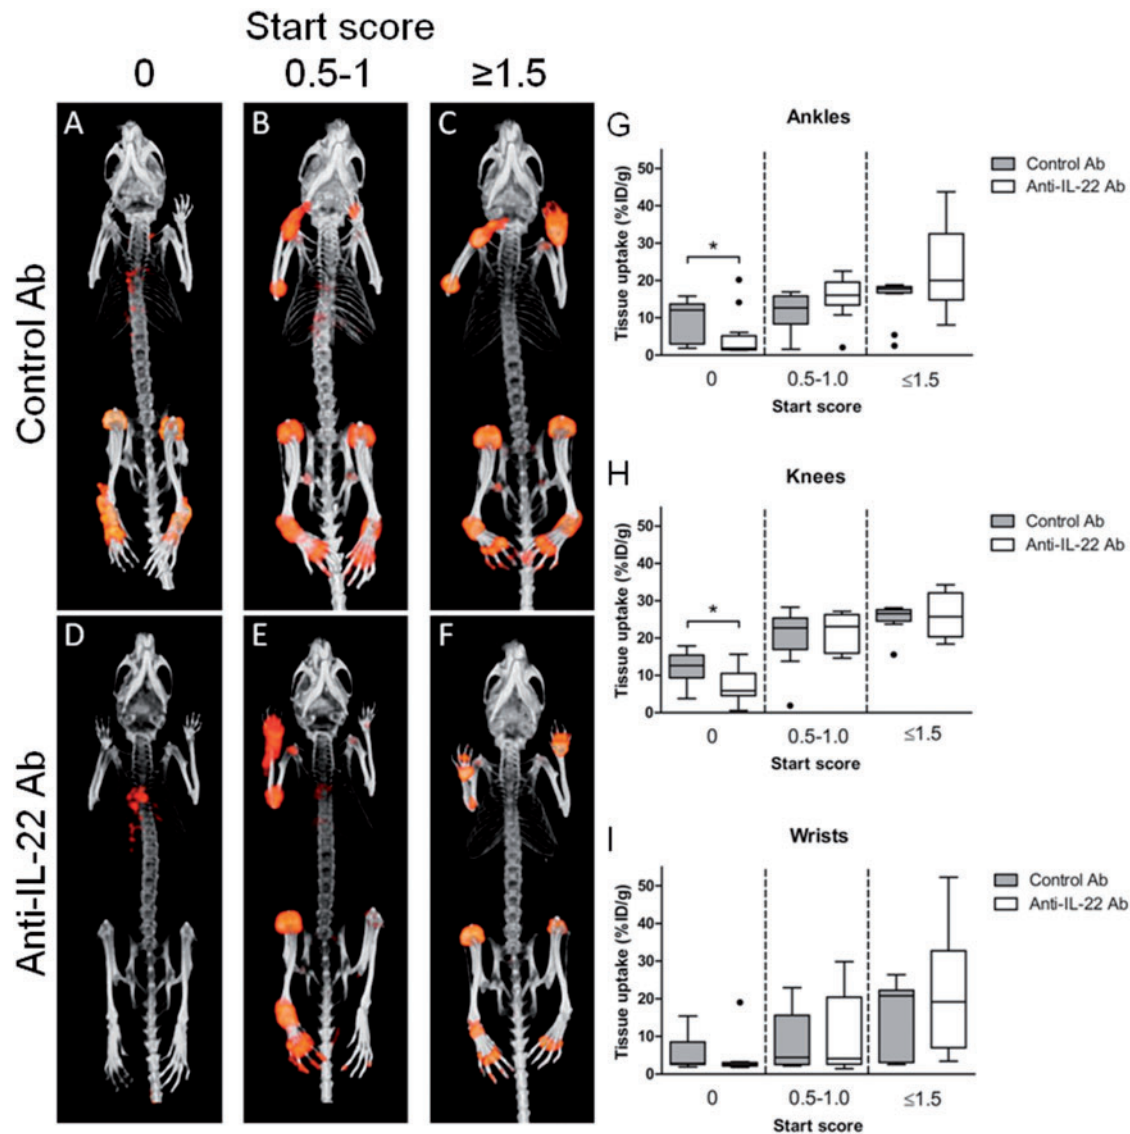 Start score
0
0.5-1
≥1.5
Control Ab
Anti-IL-22 Ab
A
B
C
D
E
F
G
Ankles
Tissue uptake (%ID/g)
50
40
30
20
10
0
*
0
0.5-1.0
≤1.5
Start score
Control Ab
Anti-IL-22 Ab
H
Knees
Tissue uptake (%ID/g)
50
40
30
20
10
0
*
0
0.5-1.0
≤1.5
Start score
Control Ab
Anti-IL-22 Ab
I
Wrists
Tissue uptake (%ID/g)
50
40
30
20
10
0
0
0.5-1.0
≤1.5
Start score
Control Ab
Anti-IL-22 Ab